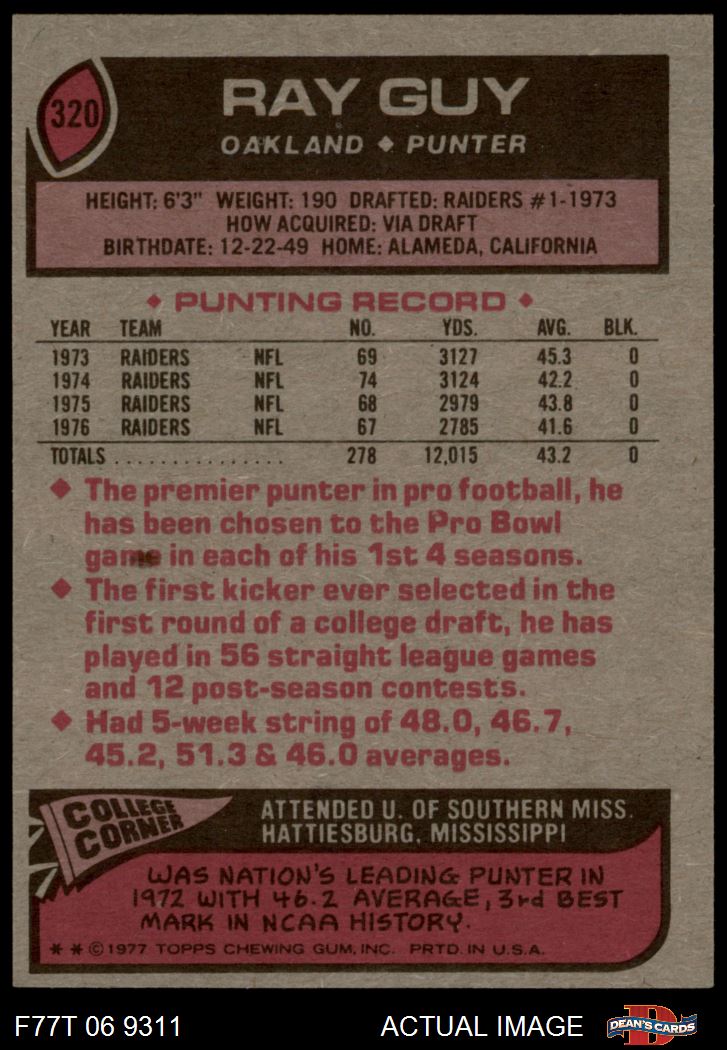 320
RAY GUY
OAKLAND ♦ PUNTER
HEIGHT: 6'3" WEIGHT: 190 DRAFTED: RAIDERS #1-1973
HOW ACQUIRED: VIA DRAFT
BIRTHDATE: 12-22-49 HOME: ALAMEDA, CALIFORNIA
♦ PUNTING RECORD ♦
YEAR TEAM NO. YDS. AVG. BLK.
1973 RAIDERS NFL 69 3127 45.3 0
1974 RAIDERS NFL 74 3124 42.2 0
1975 RAIDERS NFL 68 2979 43.8 0
1976 RAIDERS NFL 67 2785 41.6 0
TOTALS . . . . . . . . . . . . . . . . 278 12,015 43.2 0
♦ The premier punter in pro football, he
has been chosen to the Pro Bowl
game in each of his 1st 4 seasons.
♦ The first kicker ever selected in the
first round of a college draft, he has
played in 56 straight league games
and 12 post-season contests.
♦ Had 5-week string of 48.0, 46.7,
45.2, 51.3 & 46.0 averages.
COLLEGE
CORNER
ATTENDED U. OF SOUTHERN MISS.
HATTIESBURG, MISSISSIPPI
WAS NATION'S LEADING PUNTER IN
1972 WITH 46.2 AVERAGE, 3rd BEST
MARK IN NCAA HISTORY.
* * © 1977 TOPPS CHEWING GUM, INC. PRTD. IN U.S.A.
F77T 06 9311 ACTUAL IMAGE
D
DEAN'S CARDS